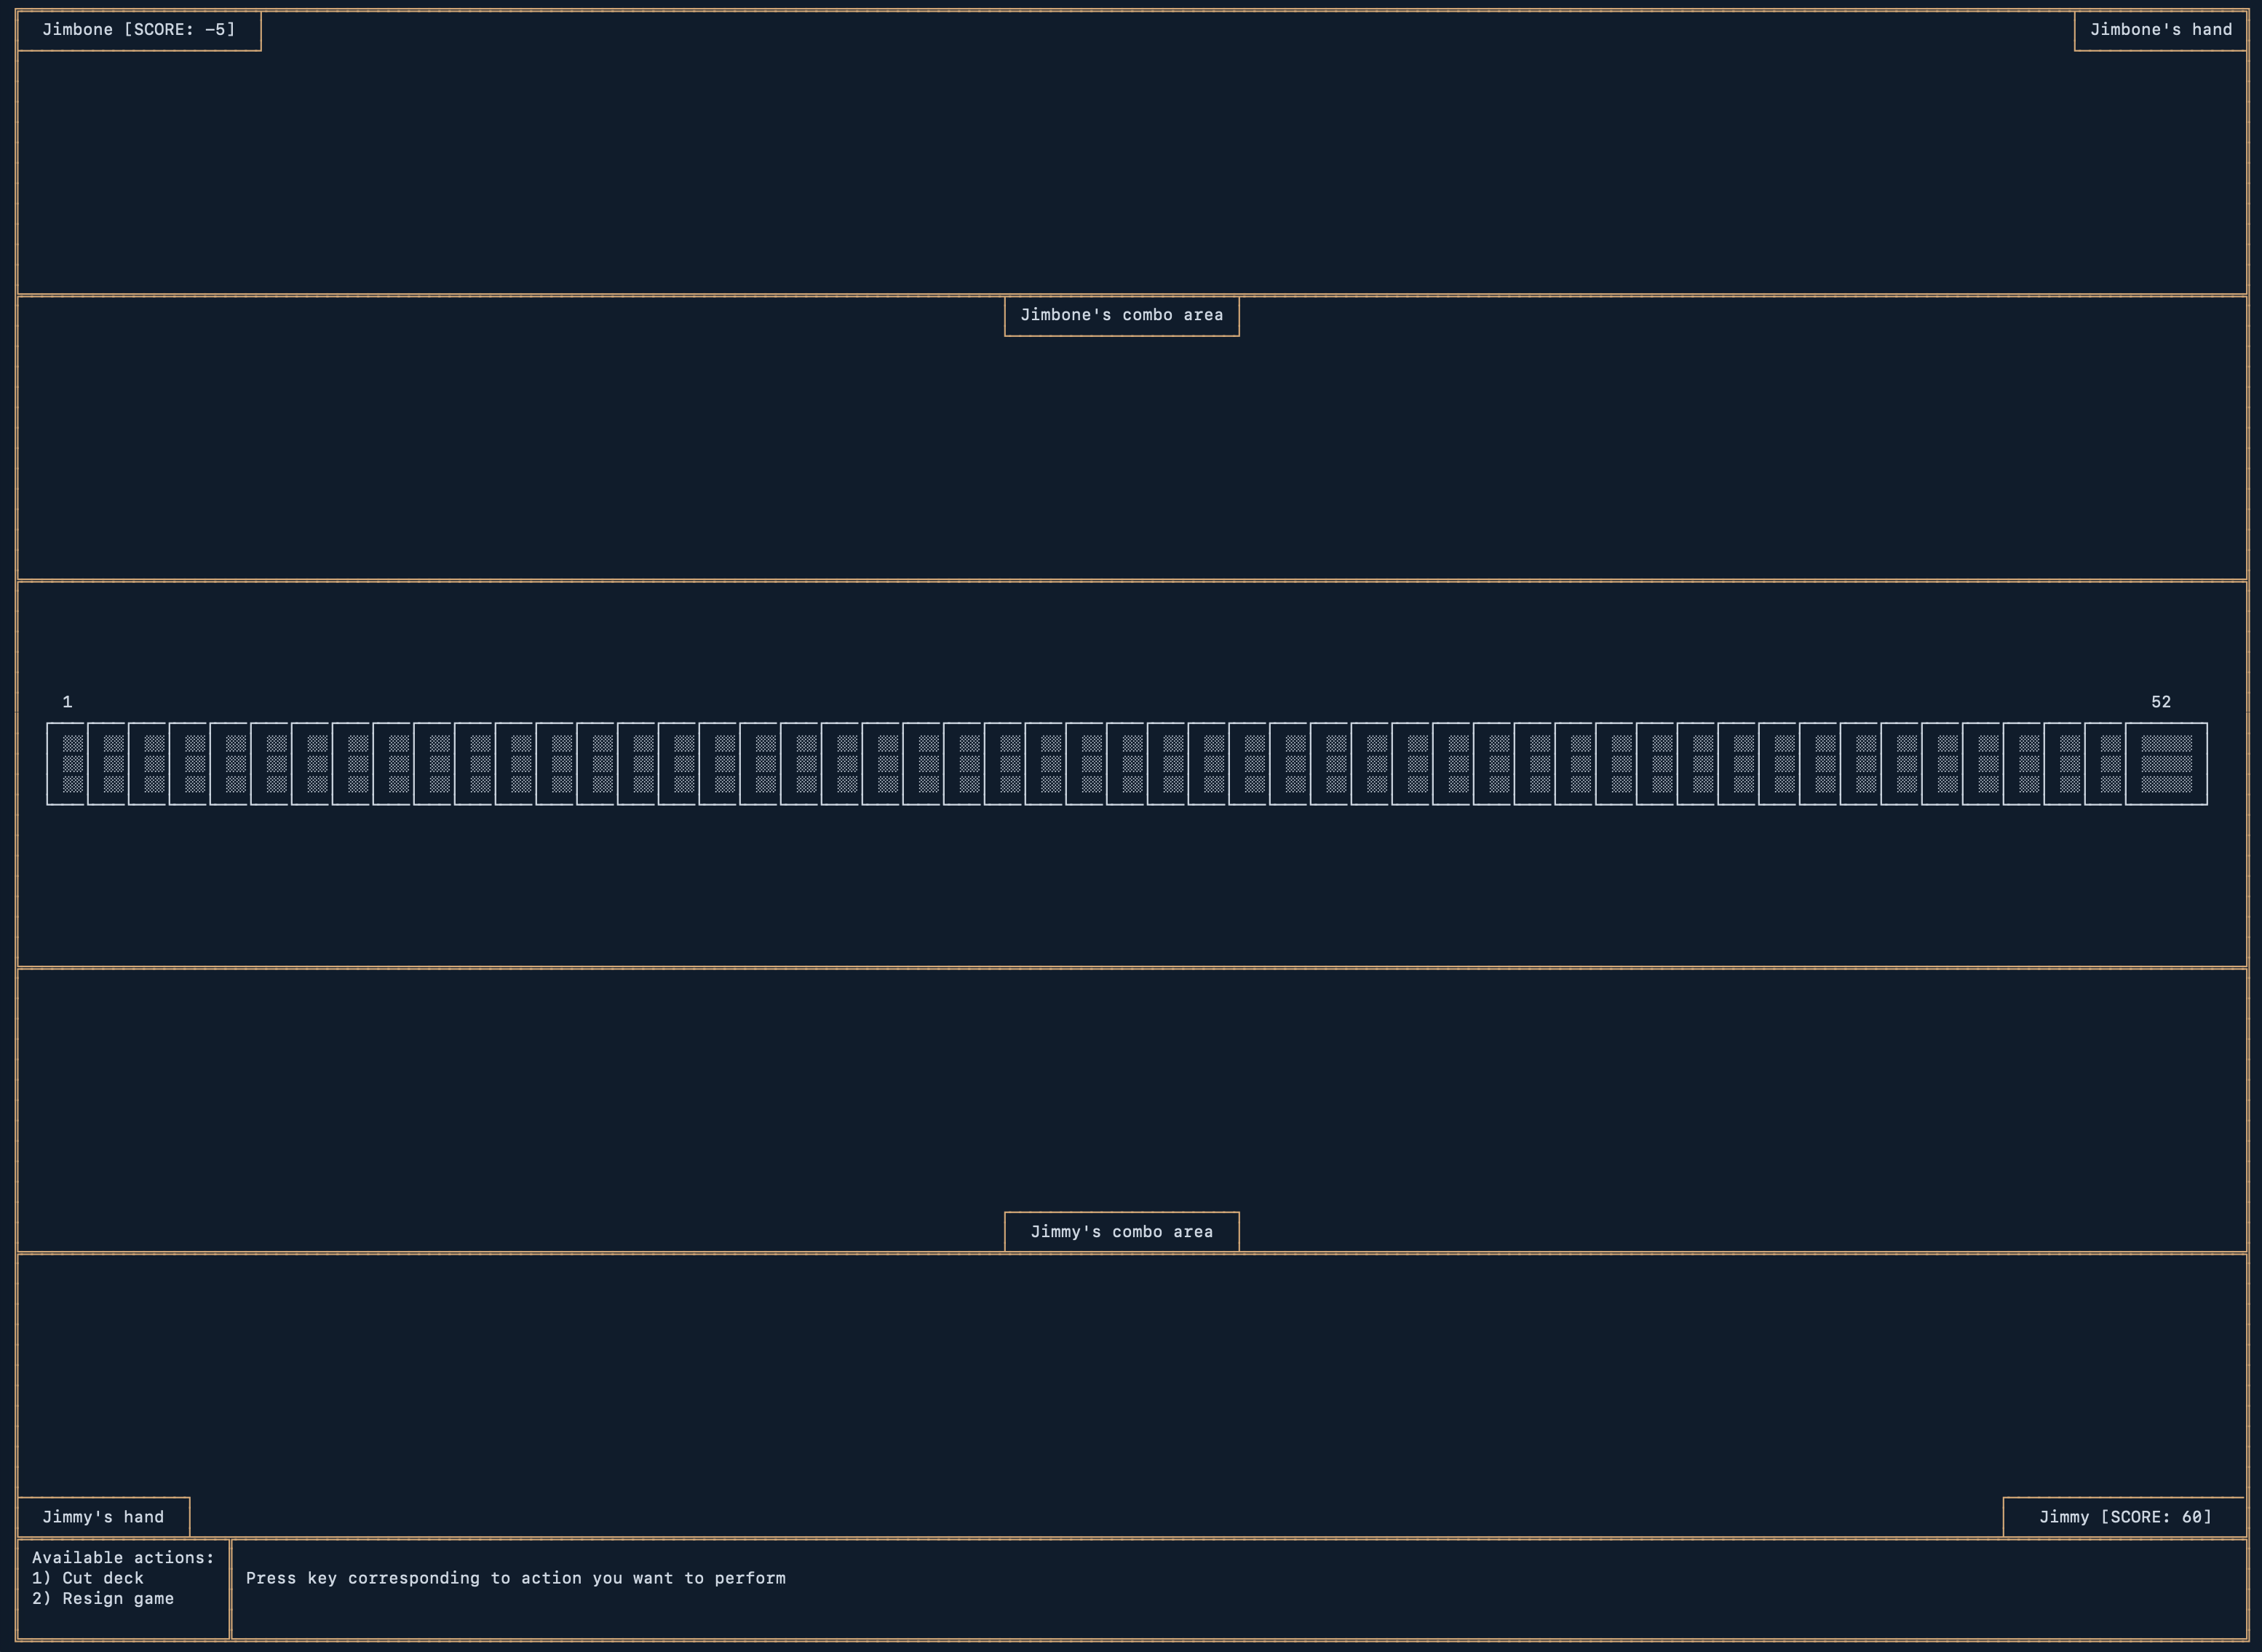 Jimbone [SCORE: -5]
Jimbone's hand
Jimbone's combo area
1
52
Jimmy's combo area
Jimmy's hand
Jimmy [SCORE: 60]
Available actions:
1) Cut deck
2) Resign game
Press key corresponding to action you want to perform